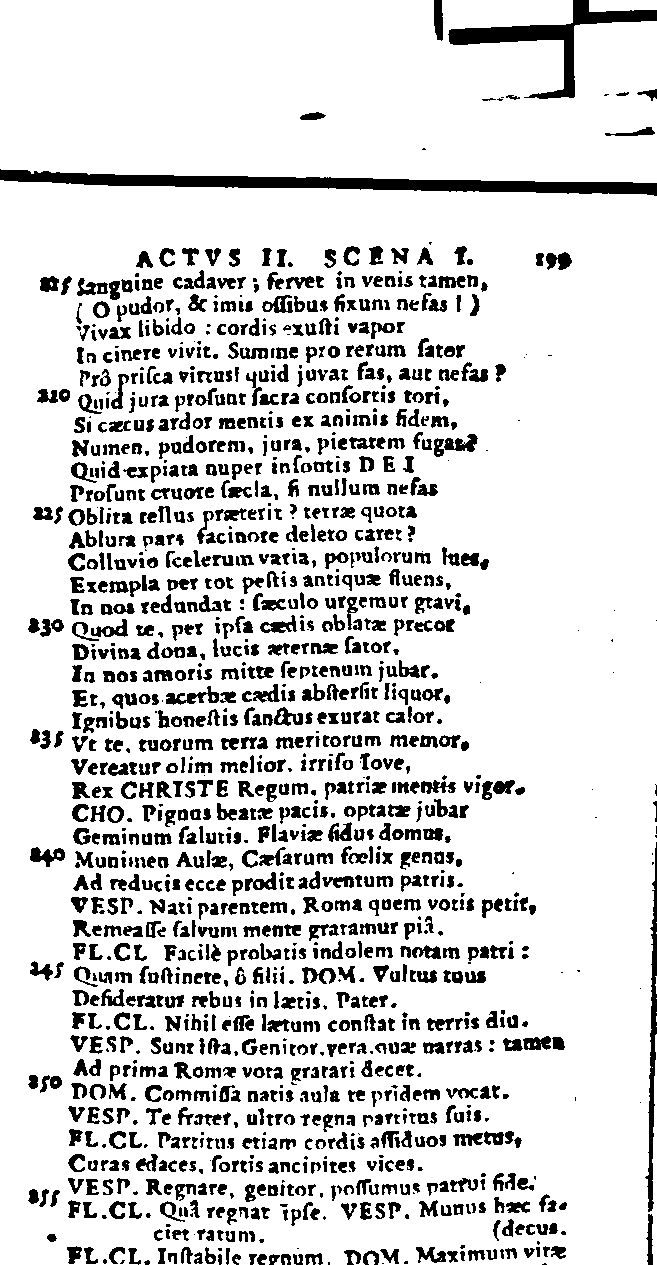 ACTVS II. SCENA I. 199
815 sanguine cadaver ; fervet in venis tamen,
( O pudor, & imis ossibus fixum nefas ! )
Vivax libido : cordis exusti vapor
In cinere vivit. Summe pro rerum sator
Prô prisca virtus! quid juvat fas, aut nefas ?
820 Quid jura prosunt sacra consortis tori,
Si cæcus ardor mentis ex animis fidem,
Numen, pudorem, jura, pietatem fugat?
Quid expiata nuper insontis DEI
Prosunt cruore sæcla, si nullum nefas
825 Oblita tellus præterit ? terræ quota
Ablura pars facinore deleto caret ?
Colluvio scelerum varia, populorum lues,
Exempla per tot pestis antiquæ fluens,
In nos redundat : sæculo urgemur gravi,
830 Quod te, per ipsa cædis oblatæ precor
Divina dona, lucis æternæ sator,
In nos amoris mitte septenum jubar.
Et, quos acerbæ cædis abstersit liquor,
Ignibus honestis sanctus exurat calor.
835 Vt te, tuorum terra meritorum memor,
Vereatur olim melior, irriso Iove,
Rex CHRISTE Regum, patriæ mentis vigor.
CHO. Pignus beatæ pacis, optatæ jubar
Geminum salutis, Flaviæ sidus domus,
840 Munimen Aulæ, Cæsarum fœlix genus,
Ad reducis ecce prodit adventum patris.
VESP. Nati parentem, Roma quem votis petit,
Remeasse salvum mente gratamur piâ.
FL.CL Facilè probatis indolem notam patri :
845 Quam sustinete, ô filii. DOM. Vultus tuus
Desideratur rebus in lætis, Pater.
FL.CL. Nihil esse lætum constat in terris diu.
VESP. Sunt ista, Genitor, vera, quæ narras : tamen
Ad prima Romæ vota gratari decet.
850 DOM. Commissa natis aula te pridem vocat.
VESP. Te frater, ultro regna partitus suis.
FL.CL. Partitus etiam cordis assiduos metus,
Curas edaces, sortis ancipites vices.
VESP. Regnare, genitor, possumus patrui fide.
855 FL.CL. Quâ regnat ipse. VESP. Munus hæc fa-
ciet ratum. (decus.
FL.CL. Instabile regnum. DOM. Maximum vitæ